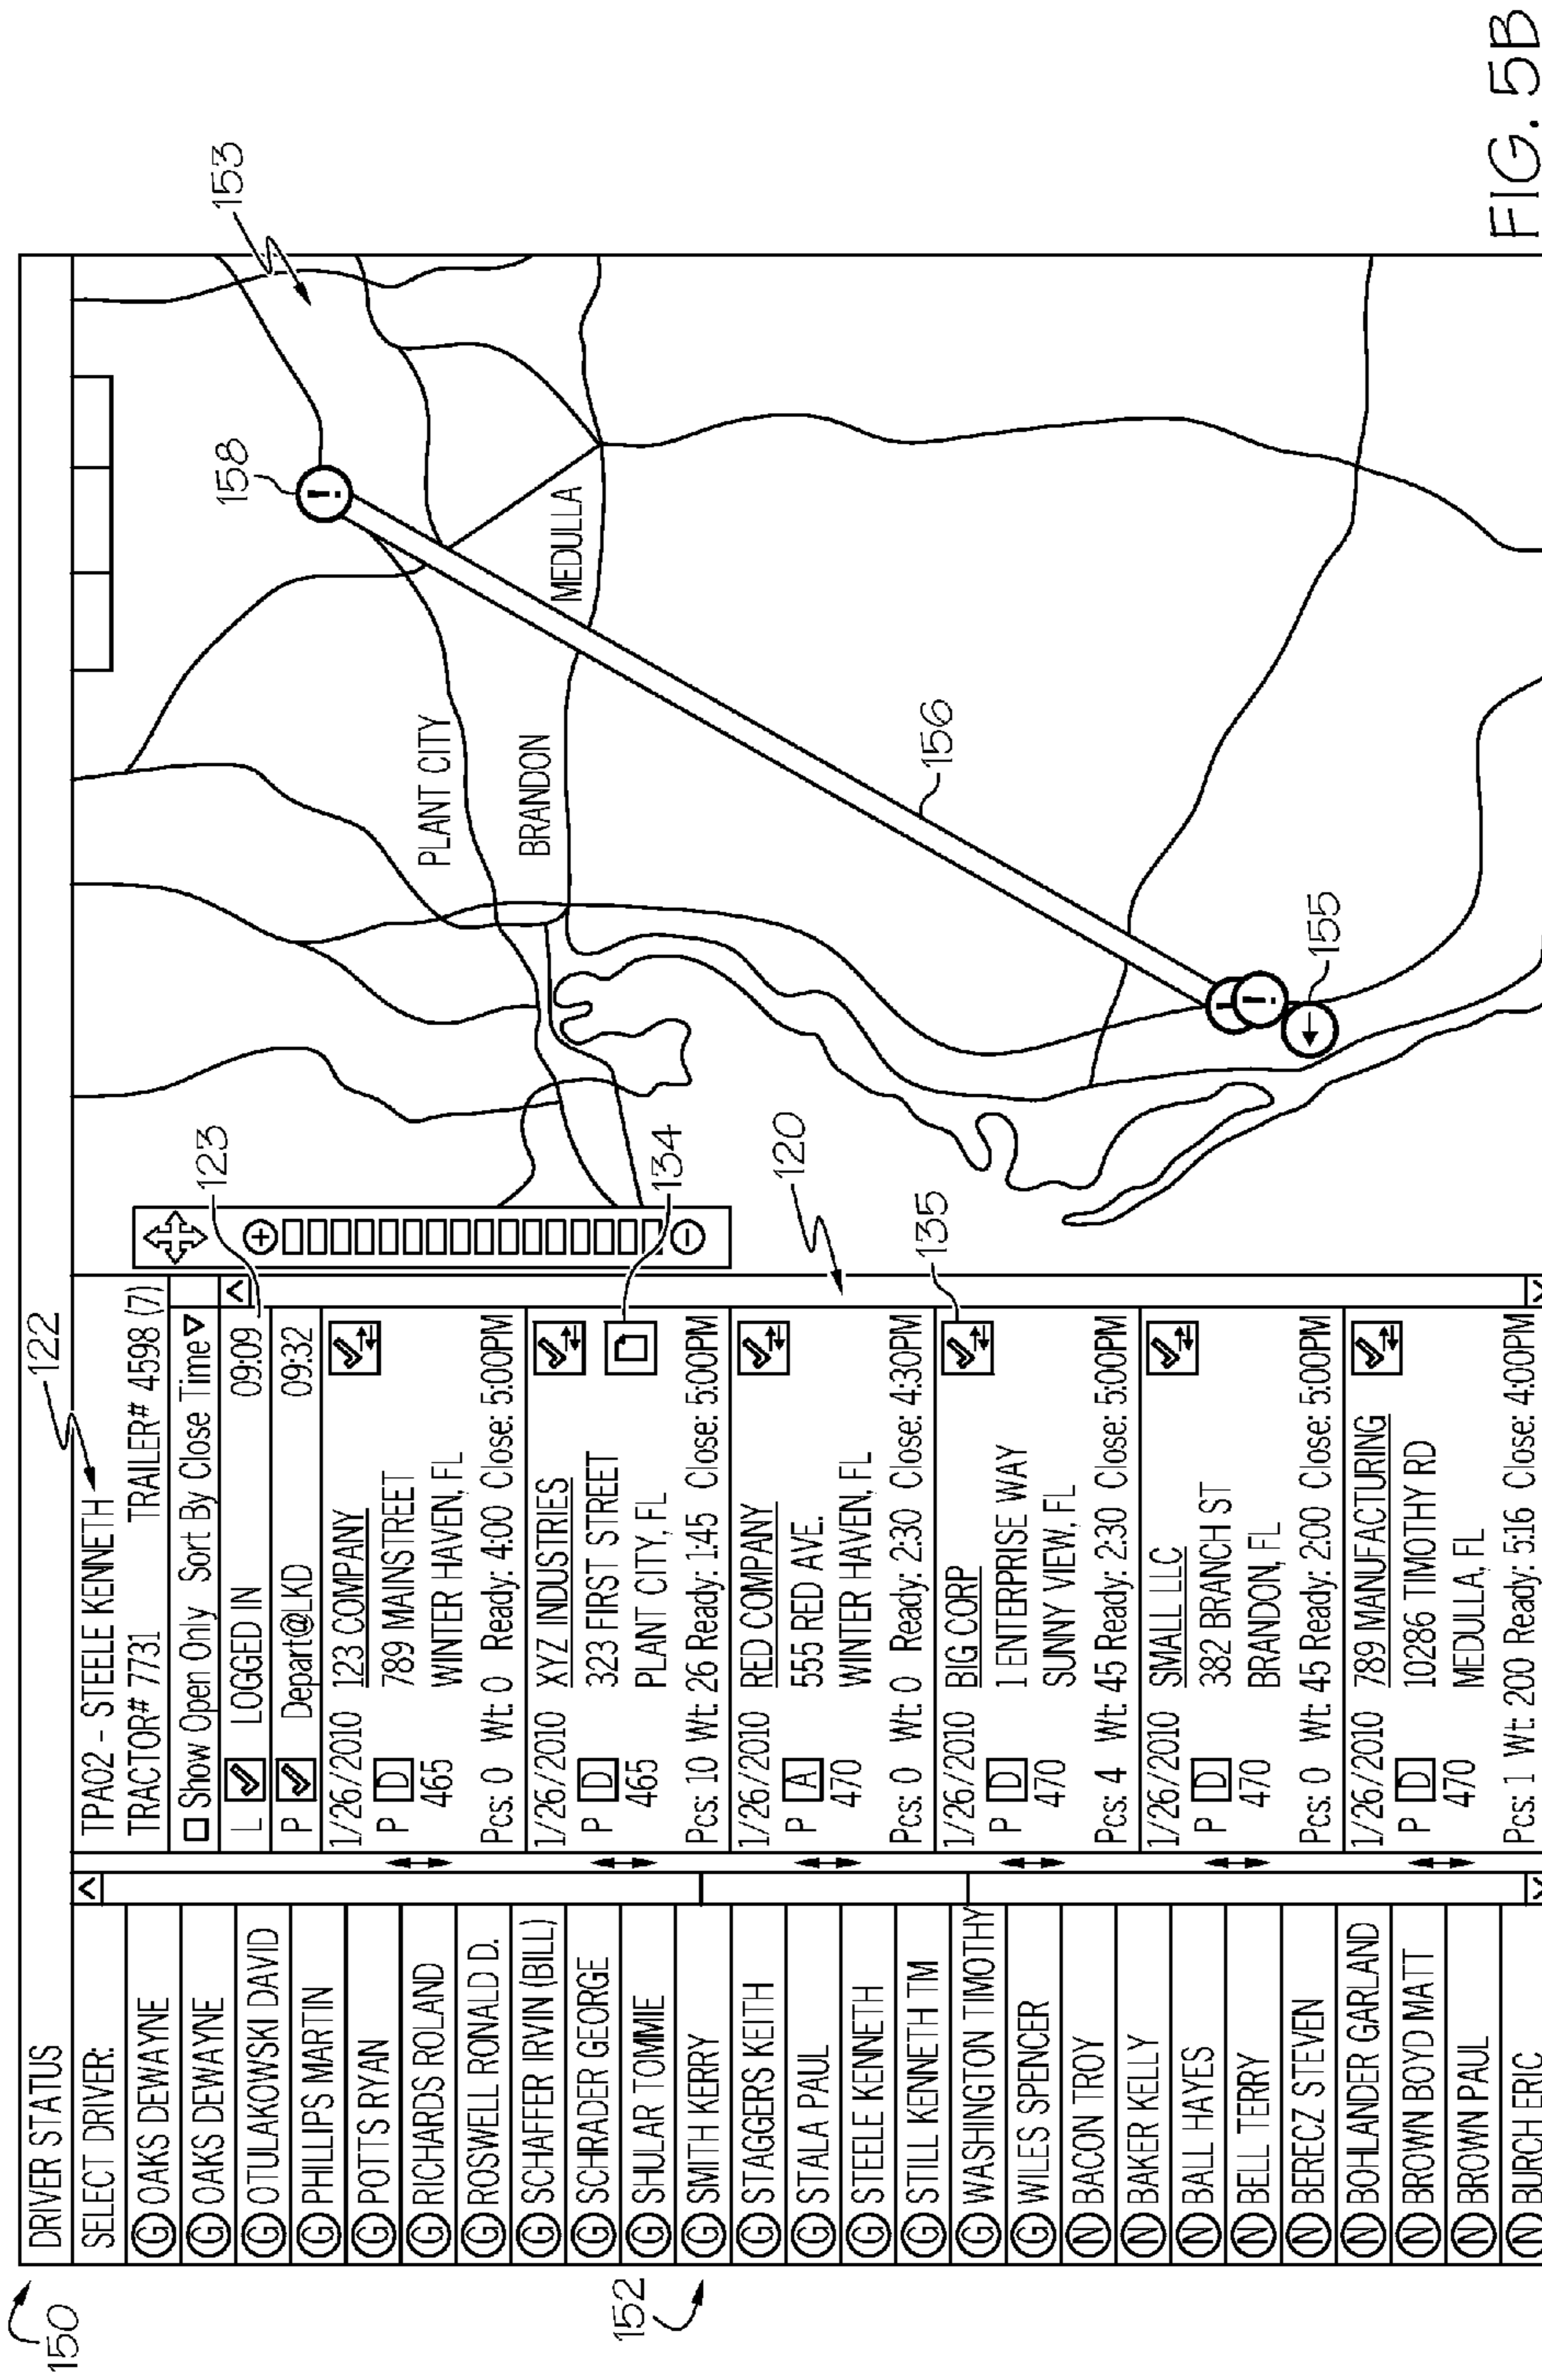 150
DRIVER STATUS
SELECT DRIVER:
G OAKS DEWAYNE
G OAKS DEWAYNE
G OTULAKOWSKI DAVID
G PHILLIPS MARTIN
G POTTS RYAN
G RICHARDS ROLAND
G ROSWELL RONALD D.
G SCHAFFER IRVIN (BILL)
G SCHRADER GEORGE
G SHULAR TOMMIE
G SMITH KERRY
G STAGGERS KEITH
G STALA PAUL
G STEELE KENNETH
G STILL KENNETH TM
G WASHINGTON TIMOTHY
G WILES SPENCER
N BACON TROY
N BAKER KELLY
N BALL HAYES
N BELL TERRY
N BERECZ STEVEN
N BOHLANDER GARLAND
N BROWN BOYD MATT
N BROWN PAUL
N BURCH ERIC
152
122
TPA02 - STEELE KENNETH
TRACTOR# 7731 TRAILER# 4598 (7)
Show Open Only Sort By Close Time
L LOGGED IN 09:09
P Depart@LKD 09:32
1/26/2010 123 COMPANY
P D 789 MAINSTREET
465 WINTER HAVEN, FL
Pcs: 0 Wt: 0 Ready: 4:00 Close: 5:00PM
1/26/2010 XYZ INDUSTRIES
P D 323 FIRST STREET
465 PLANT CITY, FL
Pcs: 10 Wt: 26 Ready: 1:45 Close: 5:00PM
1/26/2010 RED COMPANY
P A 555 RED AVE.
470 WINTER HAVEN, FL
Pcs: 0 Wt: 0 Ready: 2:30 Close: 4:30PM
1/26/2010 BIG CORP
P D 1 ENTERPRISE WAY
470 SUNNY VIEW, FL
Pcs: 4 Wt: 45 Ready: 2:30 Close: 5:00PM
1/26/2010 SMALL LLC
P D 382 BRANCH ST
470 BRANDON, FL
Pcs: 0 Wt: 45 Ready: 2:00 Close: 5:00PM
1/26/2010 789 MANUFACTURING
P D 10286 TIMOTHY RD
470 MEDULLA, FL
Pcs: 1 Wt: 200 Ready: 5:16 Close: 4:00PM
123
134
120
135
PLANT CITY
BRANDON
MEDULLA
!
158
153
156
!
155
FIG. 5B